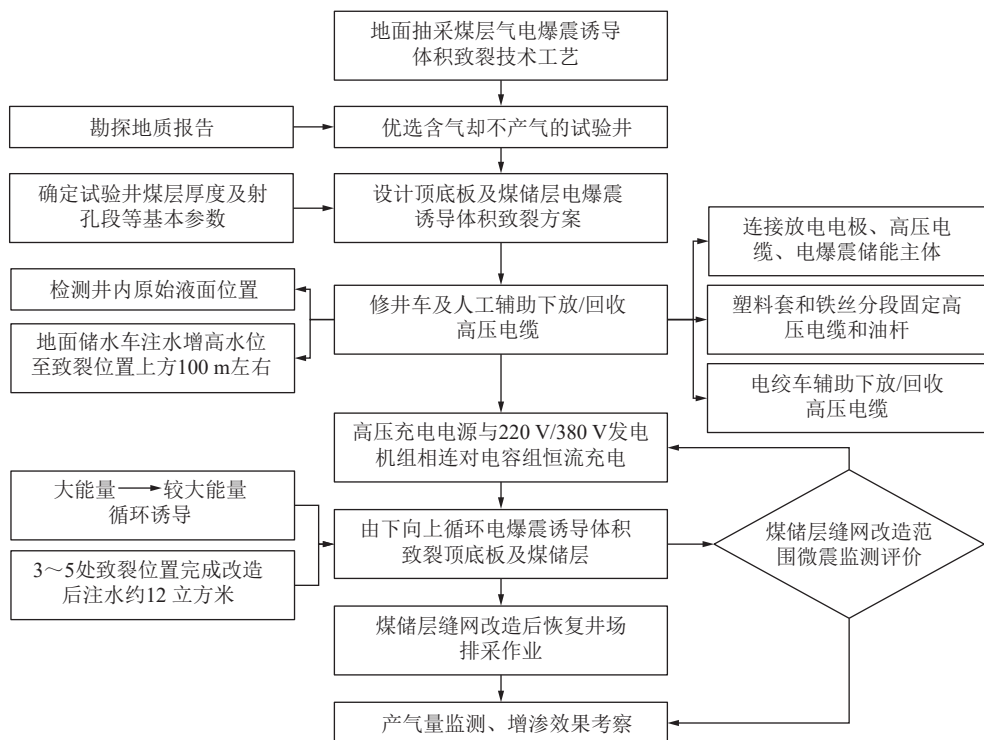 地面抽采煤层气电爆震诱导
体积致裂技术工艺
勘探地质报告
优选含气却不产气的试验井
确定试验井煤层厚度及射
孔段等基本参数
设计顶底板及煤储层电爆震
诱导体积致裂方案
连接放电电极、高压电
缆、电爆震储能主体
检测井内原始液面位置
地面储水车注水增高水位
至致裂位置上方100 m左右
修井车及人工辅助下放/回收
高压电缆
塑料套和铁丝分段固定高
压电缆和油杆
电绞车辅助下放/回收
高压电缆
高压充电电源与220 V/380 V发电
机组相连对电容组恒流充电
大能量 → 较大能量
循环诱导
3～5处致裂位置完成改造
后注水约12 立方米
由下向上循环电爆震诱导体积
致裂顶底板及煤储层
煤储层缝网改造范
围微震监测评价
煤储层缝网改造后恢复井场
排采作业
产气量监测、增渗效果考察